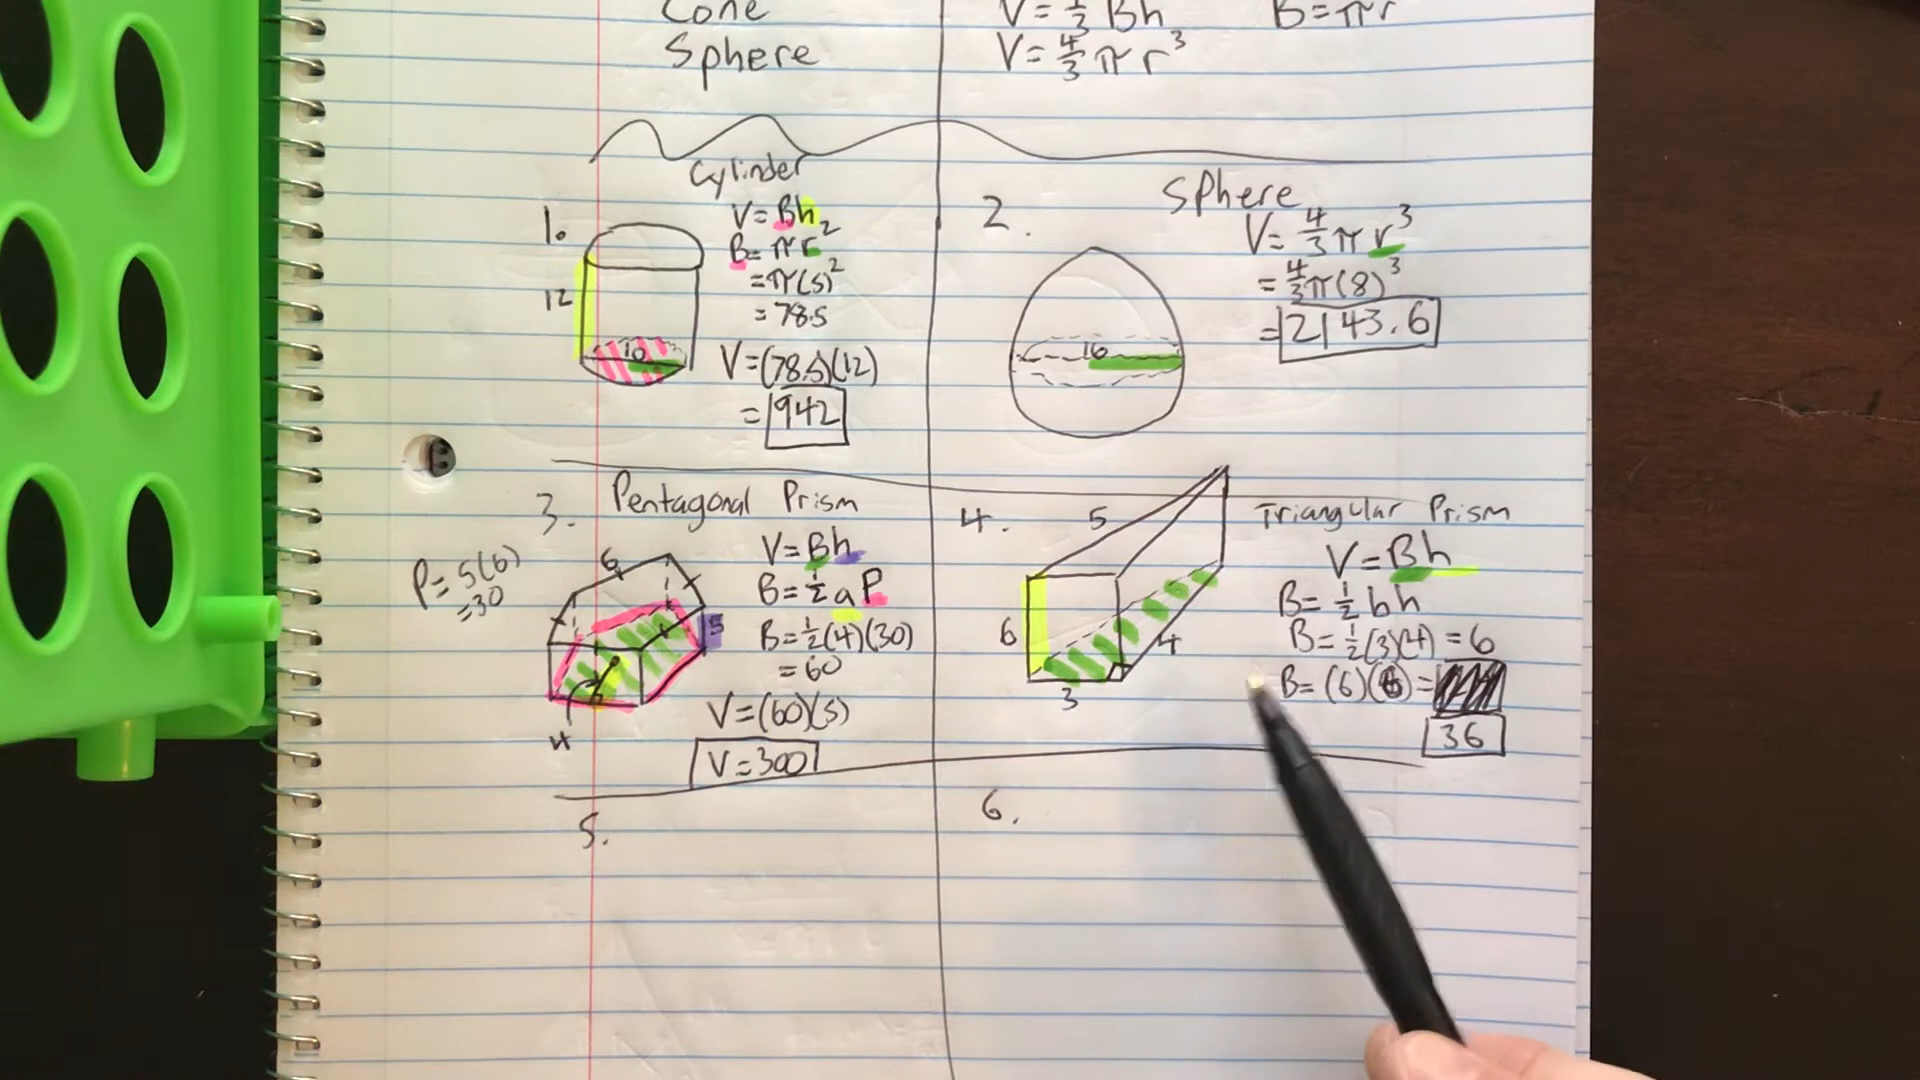 Cone V = 1/3 Bh B = πr
Sphere V = 4/3 πr³
1.
Cylinder
V = Bh
B = πr²
= π(5)²
= 78.5
V = (78.5)(12)
= 942
12
10
2.
Sphere
V = 4/3 πr³
= 4/3 π(8)³
= 2143.6
16
3. Pentagonal Prism
P = 5(6)
= 30
6
V = Bh
B = 1/2 aP
B = 1/2 (4)(30)
= 60
V = (60)(5)
V = 300
5
4
4.
Triangular Prism
V = Bh
B = 1/2 bh
B = 1/2 (3)(4) = 6
B = (6)(6) =
36
5
6
4
3
5.
6.